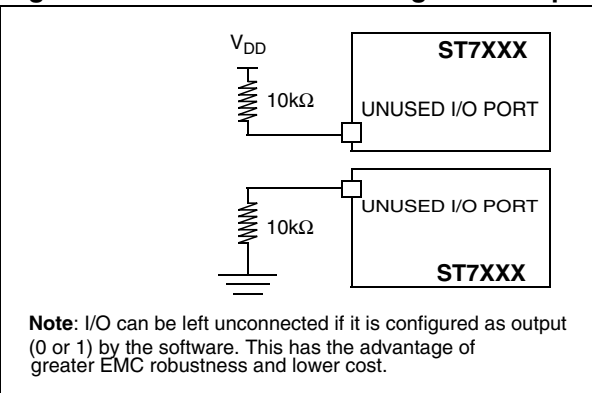 V_DD
ST7XXX
10kΩ
UNUSED I/O PORT
UNUSED I/O PORT
10kΩ
ST7XXX
Note: I/O can be left unconnected if it is configured as output
(0 or 1) by the software. This has the advantage of
greater EMC robustness and lower cost.